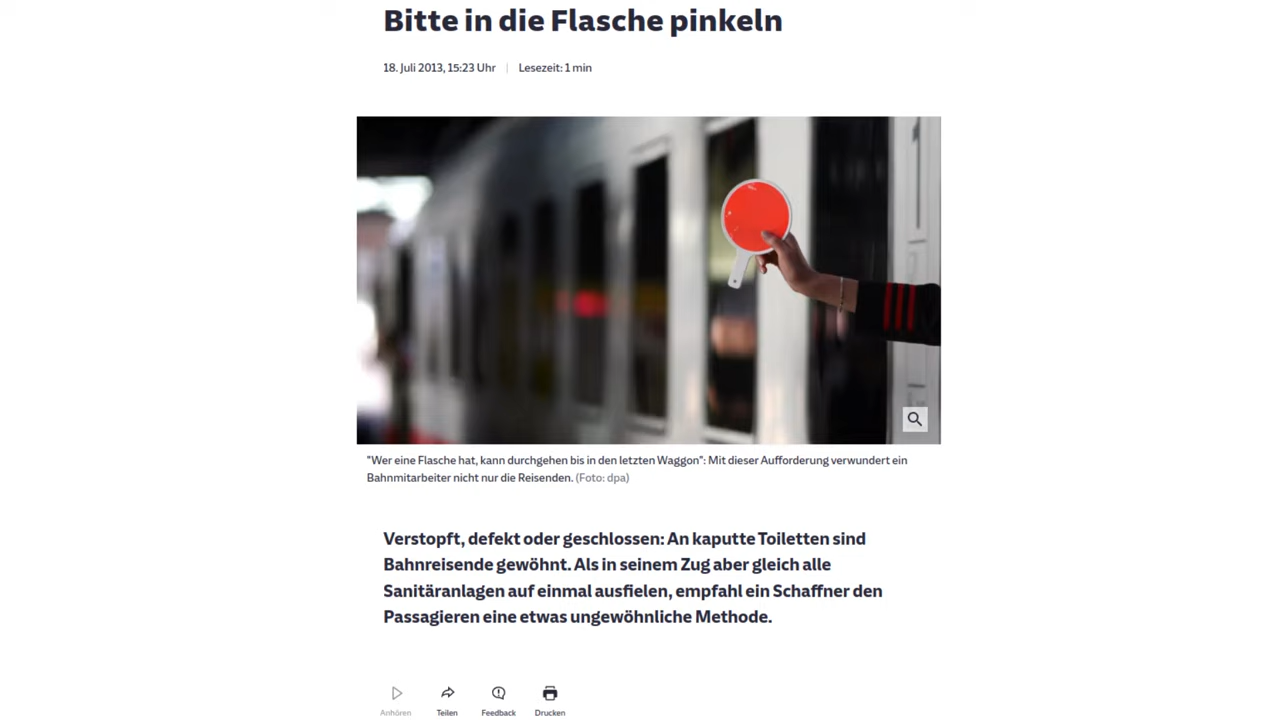 Bitte in die Flasche pinkeln
18. Juli 2013, 15:23 Uhr | Lesezeit: 1 min
"Wer eine Flasche hat, kann durchgehen bis in den letzten Waggon": Mit dieser Aufforderung verwundert ein
Bahnmitarbeiter nicht nur die Reisenden. (Foto: dpa)
Verstopft, defekt oder geschlossen: An kaputte Toiletten sind
Bahnreisende gewöhnt. Als in seinem Zug aber gleich alle
Sanitäranlagen auf einmal ausfielen, empfahl ein Schaffner den
Passagieren eine etwas ungewöhnliche Methode.
Anhören Teilen Feedback Drucken